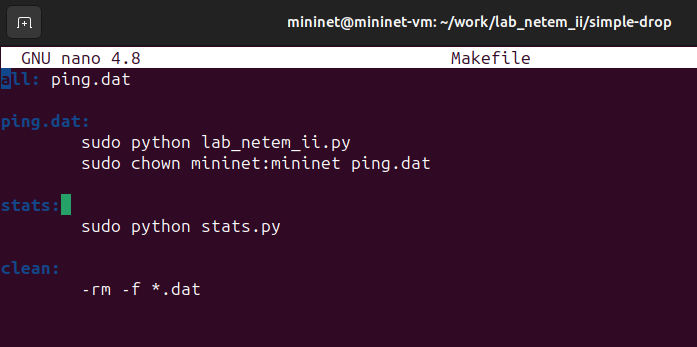 mininet@mininet-vm: ~/work/lab_netem_ii/simple-drop
GNU nano 4.8 Makefile
all: ping.dat
ping.dat:
sudo python lab_netem_ii.py
sudo chown mininet:mininet ping.dat
stats:
sudo python stats.py
clean:
-rm -f *.dat